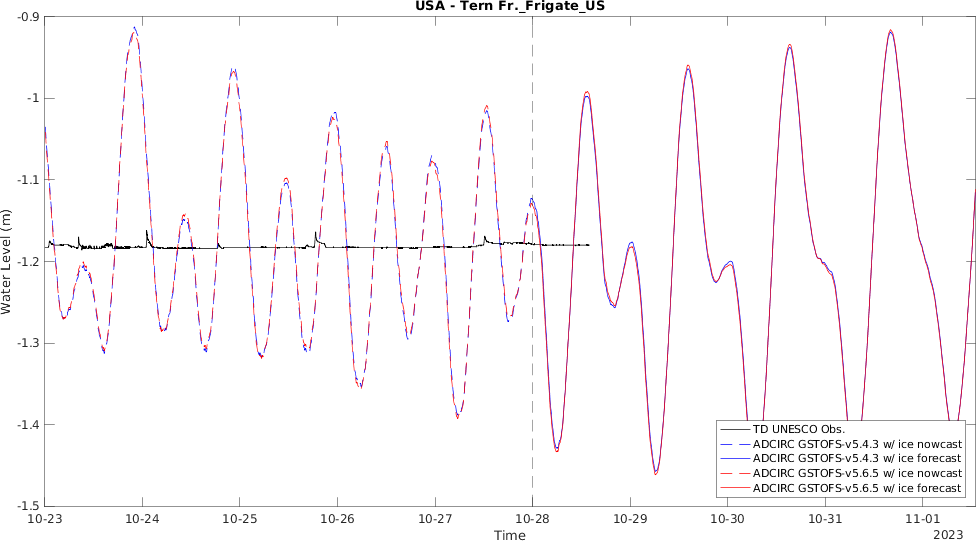 USA - Tern Fr._Frigate_US
Water Level (m)
-0.9
-1
-1.1
-1.2
-1.3
-1.4
-1.5
TD UNESCO Obs.
ADCIRC GSTOFS-v5.4.3 w/ ice nowcast
ADCIRC GSTOFS-v5.4.3 w/ ice forecast
ADCIRC GSTOFS-v5.6.5 w/ ice nowcast
ADCIRC GSTOFS-v5.6.5 w/ ice forecast
10-23 10-24 10-25 10-26 10-27 10-28 10-29 10-30 10-31 11-01
Time
2023